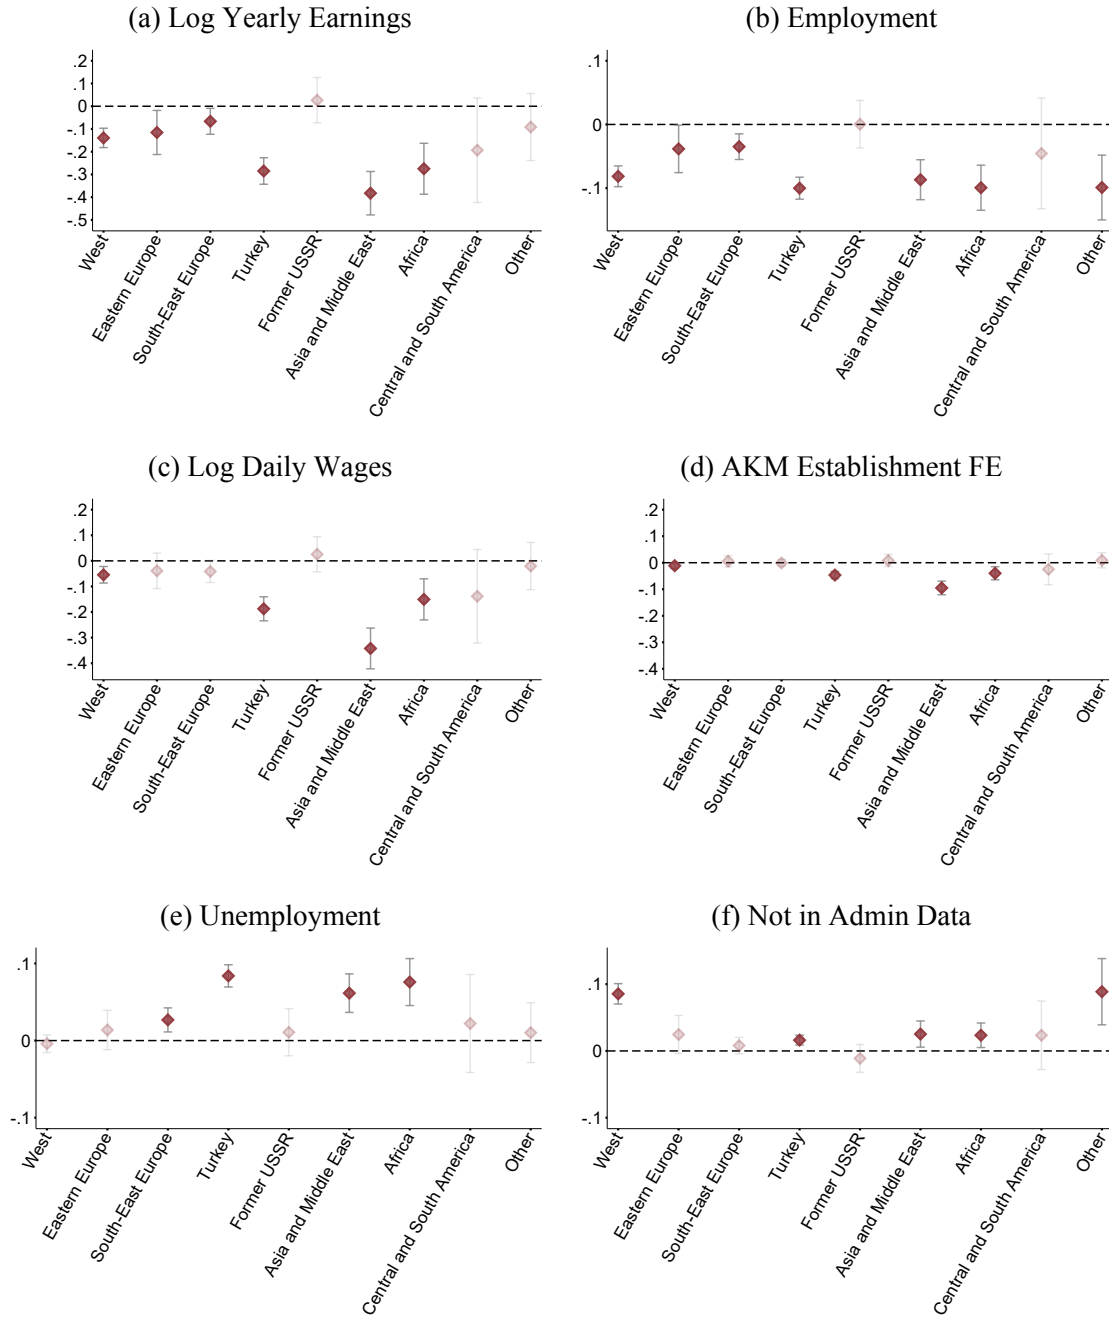 (a) Log Yearly Earnings
.2
.1
0
-.1
-.2
-.3
-.4
-.5
West
Eastern Europe
South-East Europe
Turkey
Former USSR
Asia and Middle East
Africa
Central and South America
Other
(b) Employment
.1
0
-.1
West
Eastern Europe
South-East Europe
Turkey
Former USSR
Asia and Middle East
Africa
Central and South America
Other
(c) Log Daily Wages
.2
.1
0
-.1
-.2
-.3
-.4
West
Eastern Europe
South-East Europe
Turkey
Former USSR
Asia and Middle East
Africa
Central and South America
Other
(d) AKM Establishment FE
.2
.1
0
-.1
-.2
-.3
-.4
West
Eastern Europe
South-East Europe
Turkey
Former USSR
Asia and Middle East
Africa
Central and South America
Other
(e) Unemployment
.1
0
-.1
West
Eastern Europe
South-East Europe
Turkey
Former USSR
Asia and Middle East
Africa
Central and South America
Other
(f) Not in Admin Data
.1
0
-.1
West
Eastern Europe
South-East Europe
Turkey
Former USSR
Asia and Middle East
Africa
Central and South America
Other